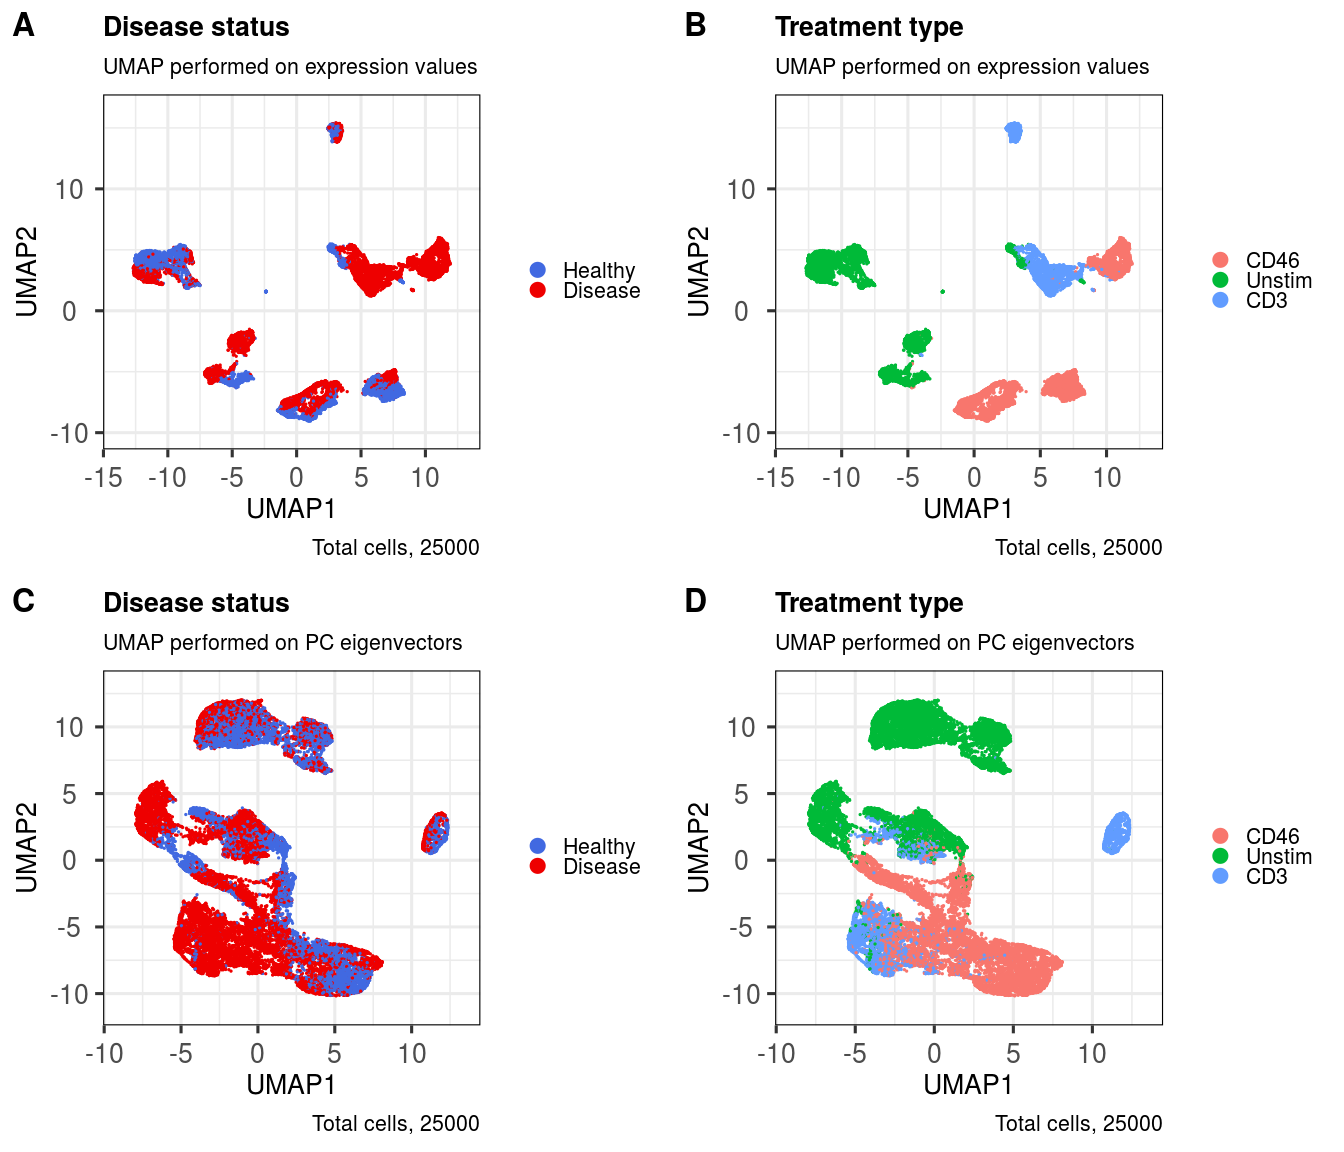 A
Disease status
UMAP performed on expression values
10
0
-10
UMAP2
-15 -10 -5 0 5 10
UMAP1
Total cells, 25000
Healthy
Disease
B
Treatment type
UMAP performed on expression values
10
0
-10
UMAP2
-15 -10 -5 0 5 10
UMAP1
Total cells, 25000
CD46
Unstim
CD3
C
Disease status
UMAP performed on PC eigenvectors
10
5
0
-5
-10
UMAP2
-10 -5 0 5 10
UMAP1
Total cells, 25000
Healthy
Disease
D
Treatment type
UMAP performed on PC eigenvectors
10
5
0
-5
-10
UMAP2
-10 -5 0 5 10
UMAP1
Total cells, 25000
CD46
Unstim
CD3